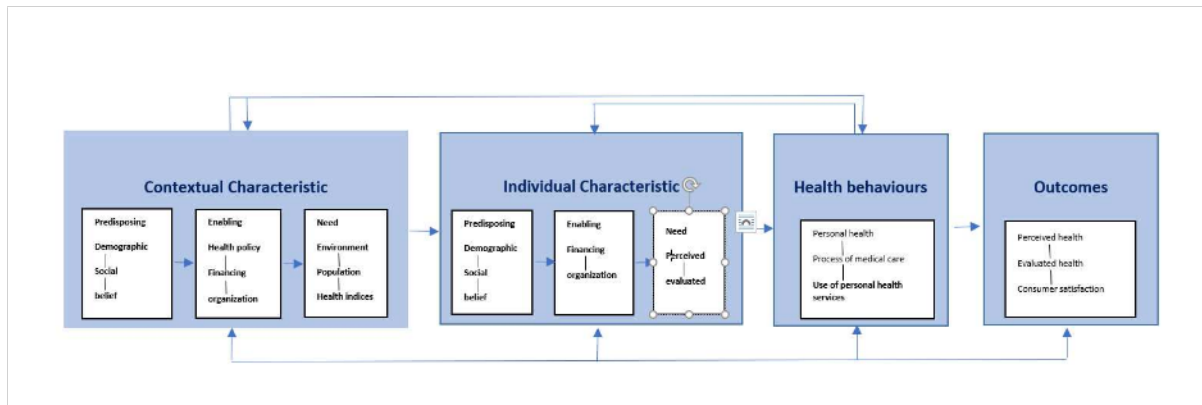 Contextual Characteristic
Predisposing
Demographic
Social
belief
Enabling
Health policy
Financing
organization
Need
Environment
Population
Health indices
Individual Characteristic
Predisposing
Demographic
Social
belief
Enabling
Financing
organization
Need
Perceived
evaluated
Health behaviours
Personal health
Process of medical care
Use of personal health
services
Outcomes
Perceived health
Evaluated health
Consumer satisfaction